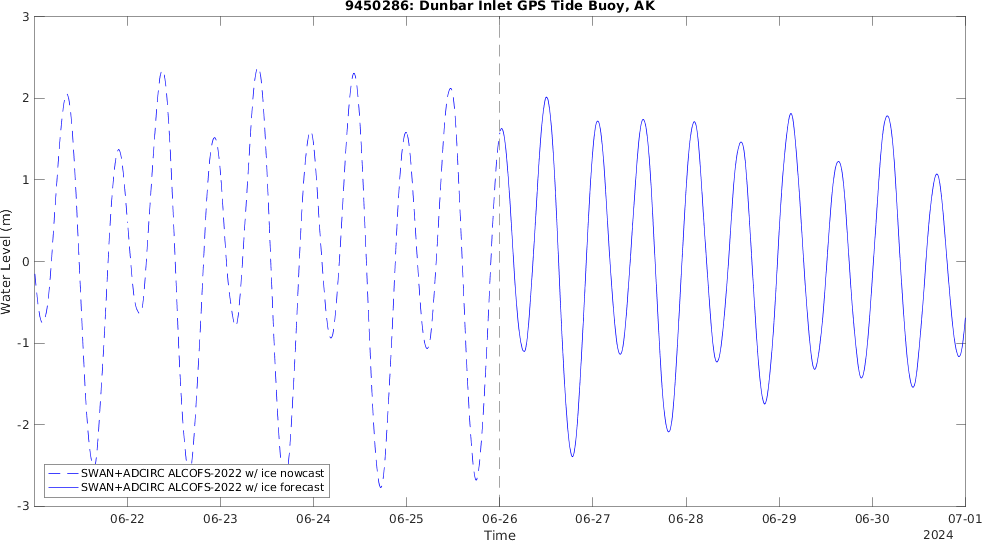 9450286: Dunbar Inlet GPS Tide Buoy, AK
Water Level (m)
3
2
1
0
-1
-2
-3
SWAN+ADCIRC ALCOFS-2022 w/ ice nowcast
SWAN+ADCIRC ALCOFS-2022 w/ ice forecast
06-22 06-23 06-24 06-25 06-26 06-27 06-28 06-29 06-30 07-01
Time
2024